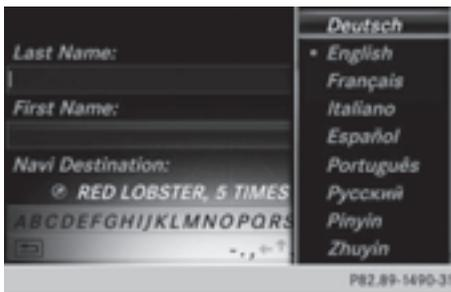 Last Name:
First Name:
Navi Destination:
RED LOBSTER, 5 TIMES
ABCDEFGHIJKLMNOPQRS
-.,
Deutsch
• English
Français
Italiano
Español
Português
Русский
Pinyin
Zhuyin
P82.89-1490-31